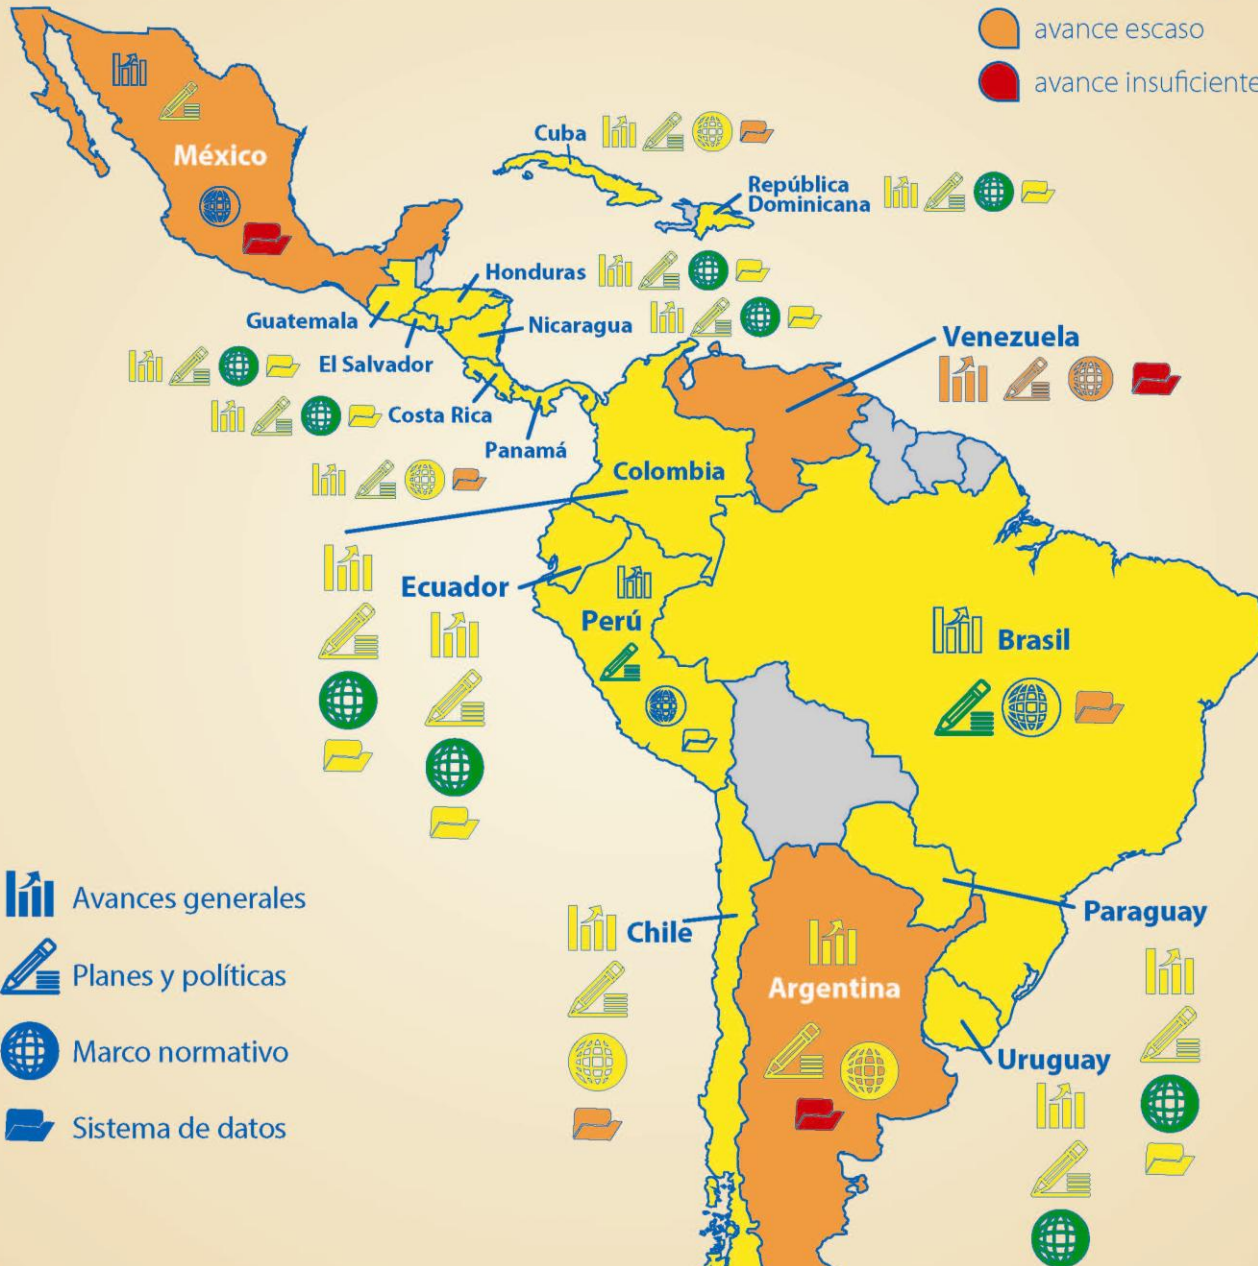 avance escaso
avance insuficiente
México
Cuba
República
Dominicana
Honduras
Guatemala
Nicaragua
El Salvador
Venezuela
Costa Rica
Panamá
Colombia
Ecuador
Perú
Brasil
Avances generales
Planes y políticas
Marco normativo
Sistema de datos
Chile
Paraguay
Argentina
Uruguay